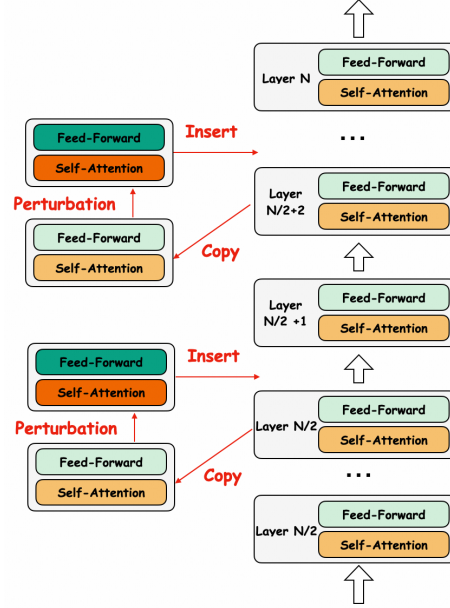 Feed-Forward
Layer N
Self-Attention
...
Insert
Feed-Forward
Self-Attention
Perturbation
Feed-Forward
Self-Attention
Copy
Feed-Forward
Layer
N/2+2
Self-Attention
Feed-Forward
Layer
N/2 +1
Self-Attention
Insert
Feed-Forward
Self-Attention
Perturbation
Feed-Forward
Self-Attention
Copy
Feed-Forward
Layer N/2
Self-Attention
...
Feed-Forward
Layer N/2
Self-Attention